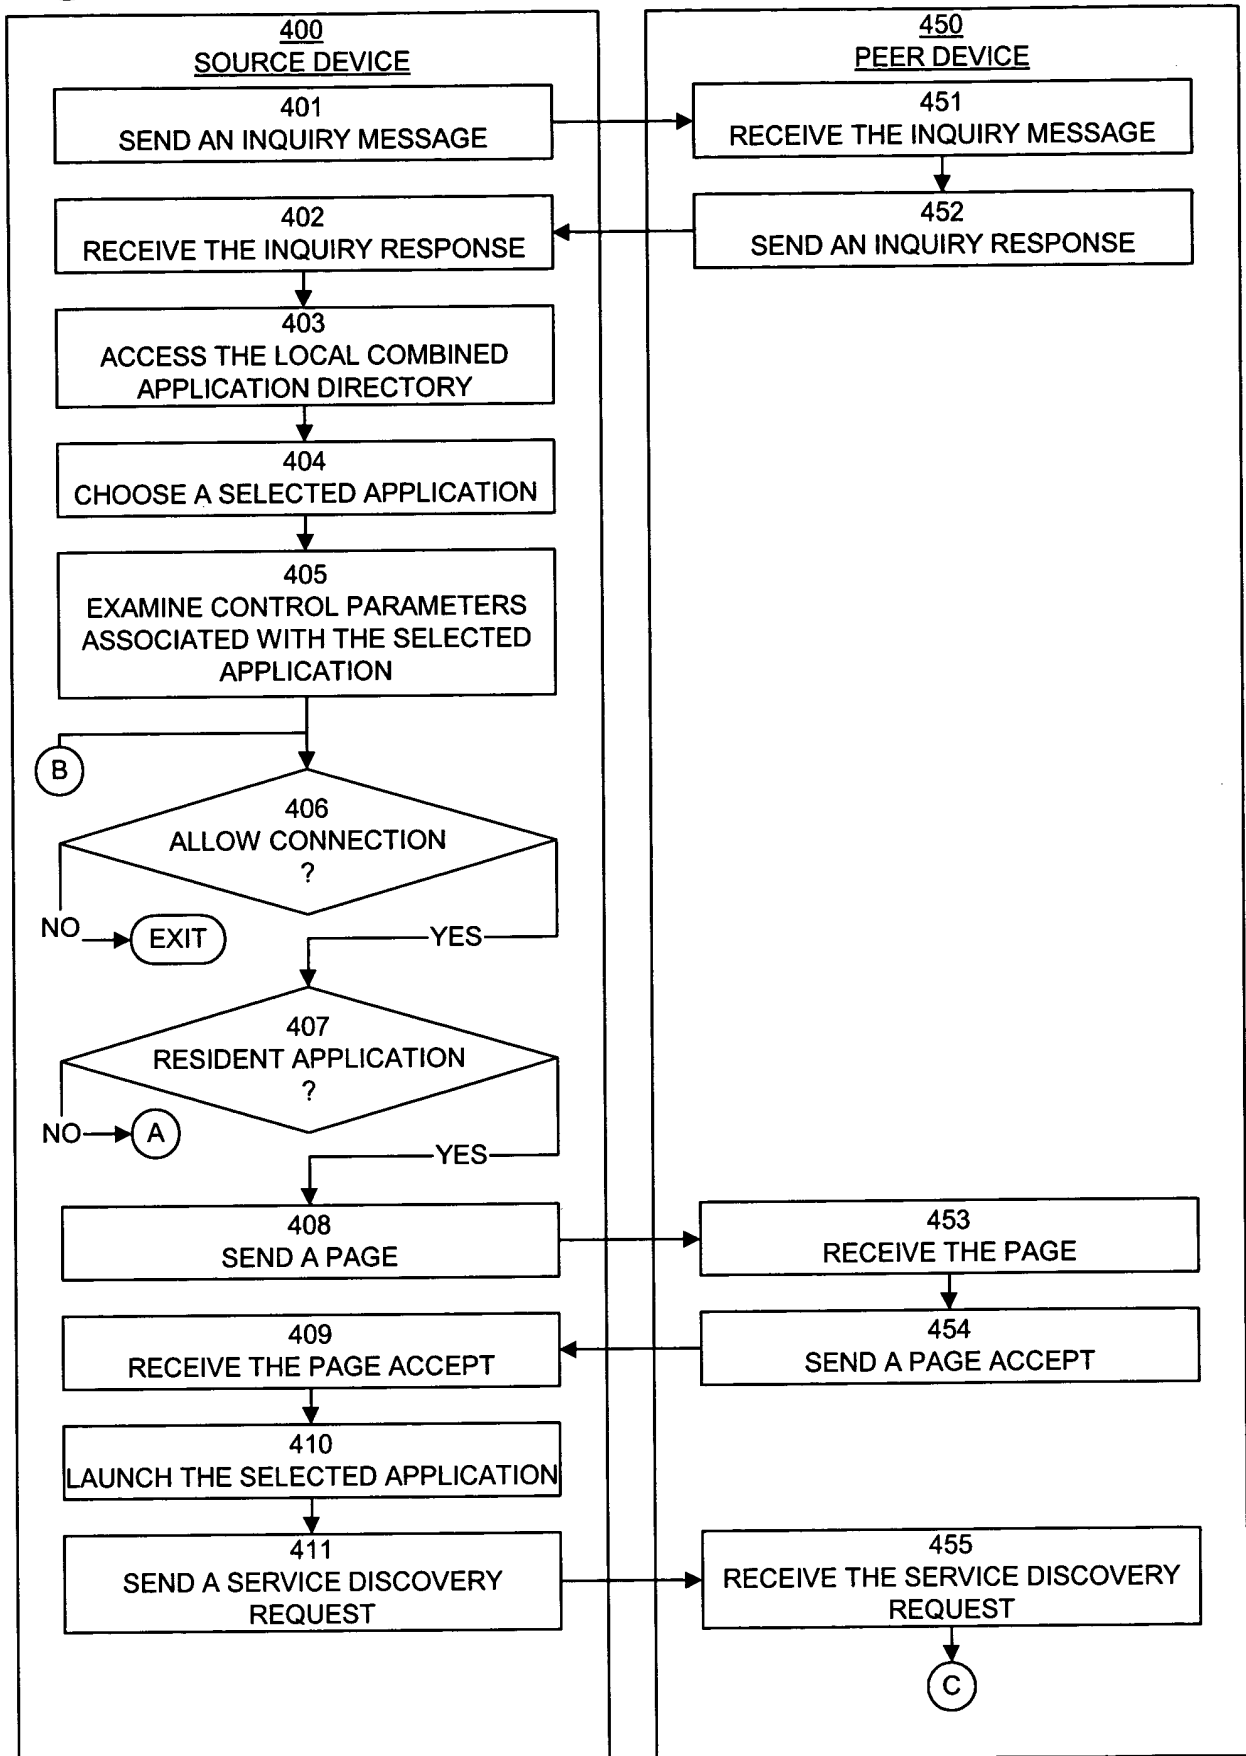 400
SOURCE DEVICE
450
PEER DEVICE
401
SEND AN INQUIRY MESSAGE
451
RECEIVE THE INQUIRY MESSAGE
402
RECEIVE THE INQUIRY RESPONSE
452
SEND AN INQUIRY RESPONSE
403
ACCESS THE LOCAL COMBINED
APPLICATION DIRECTORY
404
CHOOSE A SELECTED APPLICATION
405
EXAMINE CONTROL PARAMETERS
ASSOCIATED WITH THE SELECTED
APPLICATION
B
406
ALLOW CONNECTION
?
NO
EXIT
YES
407
RESIDENT APPLICATION
?
NO
A
YES
408
SEND A PAGE
453
RECEIVE THE PAGE
409
RECEIVE THE PAGE ACCEPT
454
SEND A PAGE ACCEPT
410
LAUNCH THE SELECTED APPLICATION
411
SEND A SERVICE DISCOVERY
REQUEST
455
RECEIVE THE SERVICE DISCOVERY
REQUEST
C